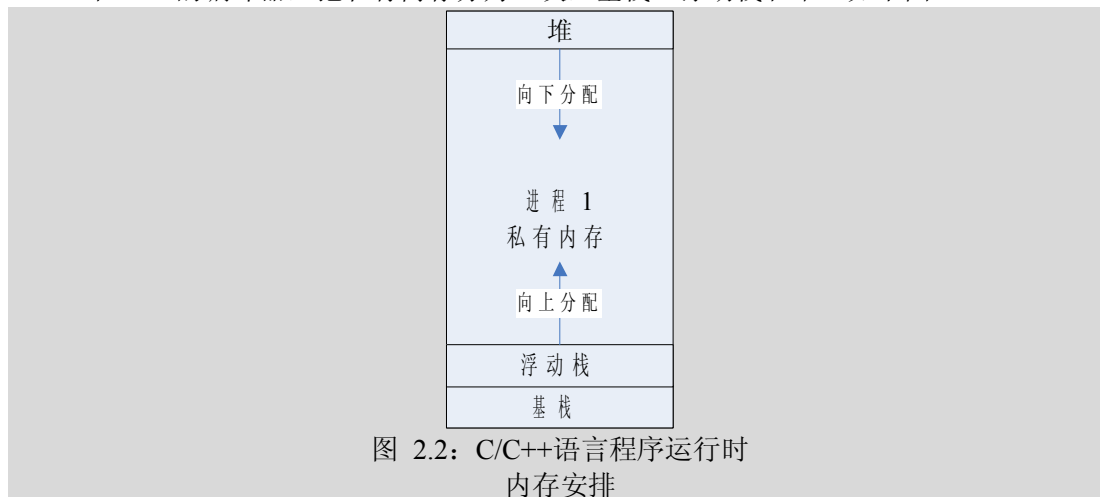 堆
向下分配
进程 1
私有内存
向上分配
浮动栈
基栈
图 2.2：C/C++语言程序运行时
内存安排